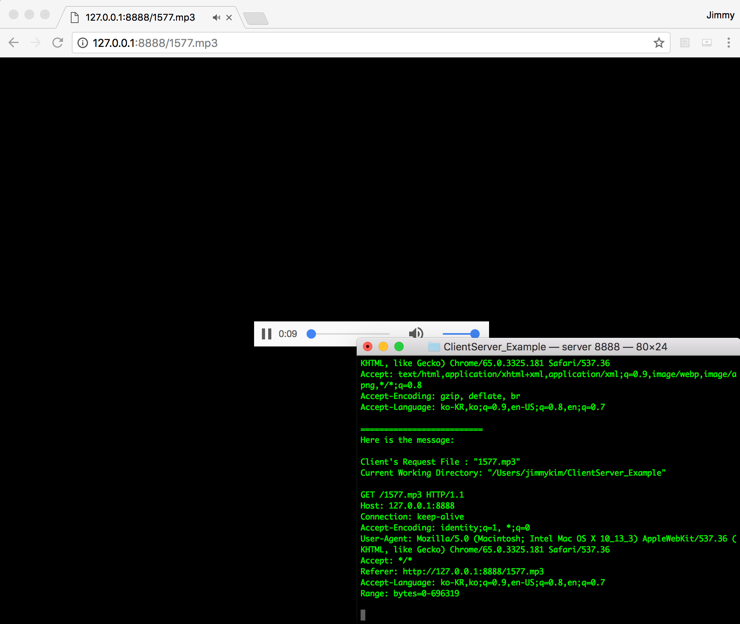 127.0.0.1:8888/1577.mp3
Jimmy
127.0.0.1:8888/1577.mp3
0:09
ClientServer_Example — server 8888 — 80×24
KHTML, like Gecko) Chrome/65.0.3325.181 Safari/537.36
Accept: text/html,application/xhtml+xml,application/xml;q=0.9,image/webp,image/a
png,*/*;q=0.8
Accept-Encoding: gzip, deflate, br
Accept-Language: ko-KR,ko;q=0.9,en-US;q=0.8,en;q=0.7
==========================
Here is the message:
Client's Request File : "1577.mp3"
Current Working Directory: "/Users/jimmykim/ClientServer_Example"
GET /1577.mp3 HTTP/1.1
Host: 127.0.0.1:8888
Connection: keep-alive
Accept-Encoding: identity;q=1, *;q=0
User-Agent: Mozilla/5.0 (Macintosh; Intel Mac OS X 10_13_3) AppleWebKit/537.36 (
KHTML, like Gecko) Chrome/65.0.3325.181 Safari/537.36
Accept: */*
Referer: http://127.0.0.1:8888/1577.mp3
Accept-Language: ko-KR,ko;q=0.9,en-US;q=0.8,en;q=0.7
Range: bytes=0-696319